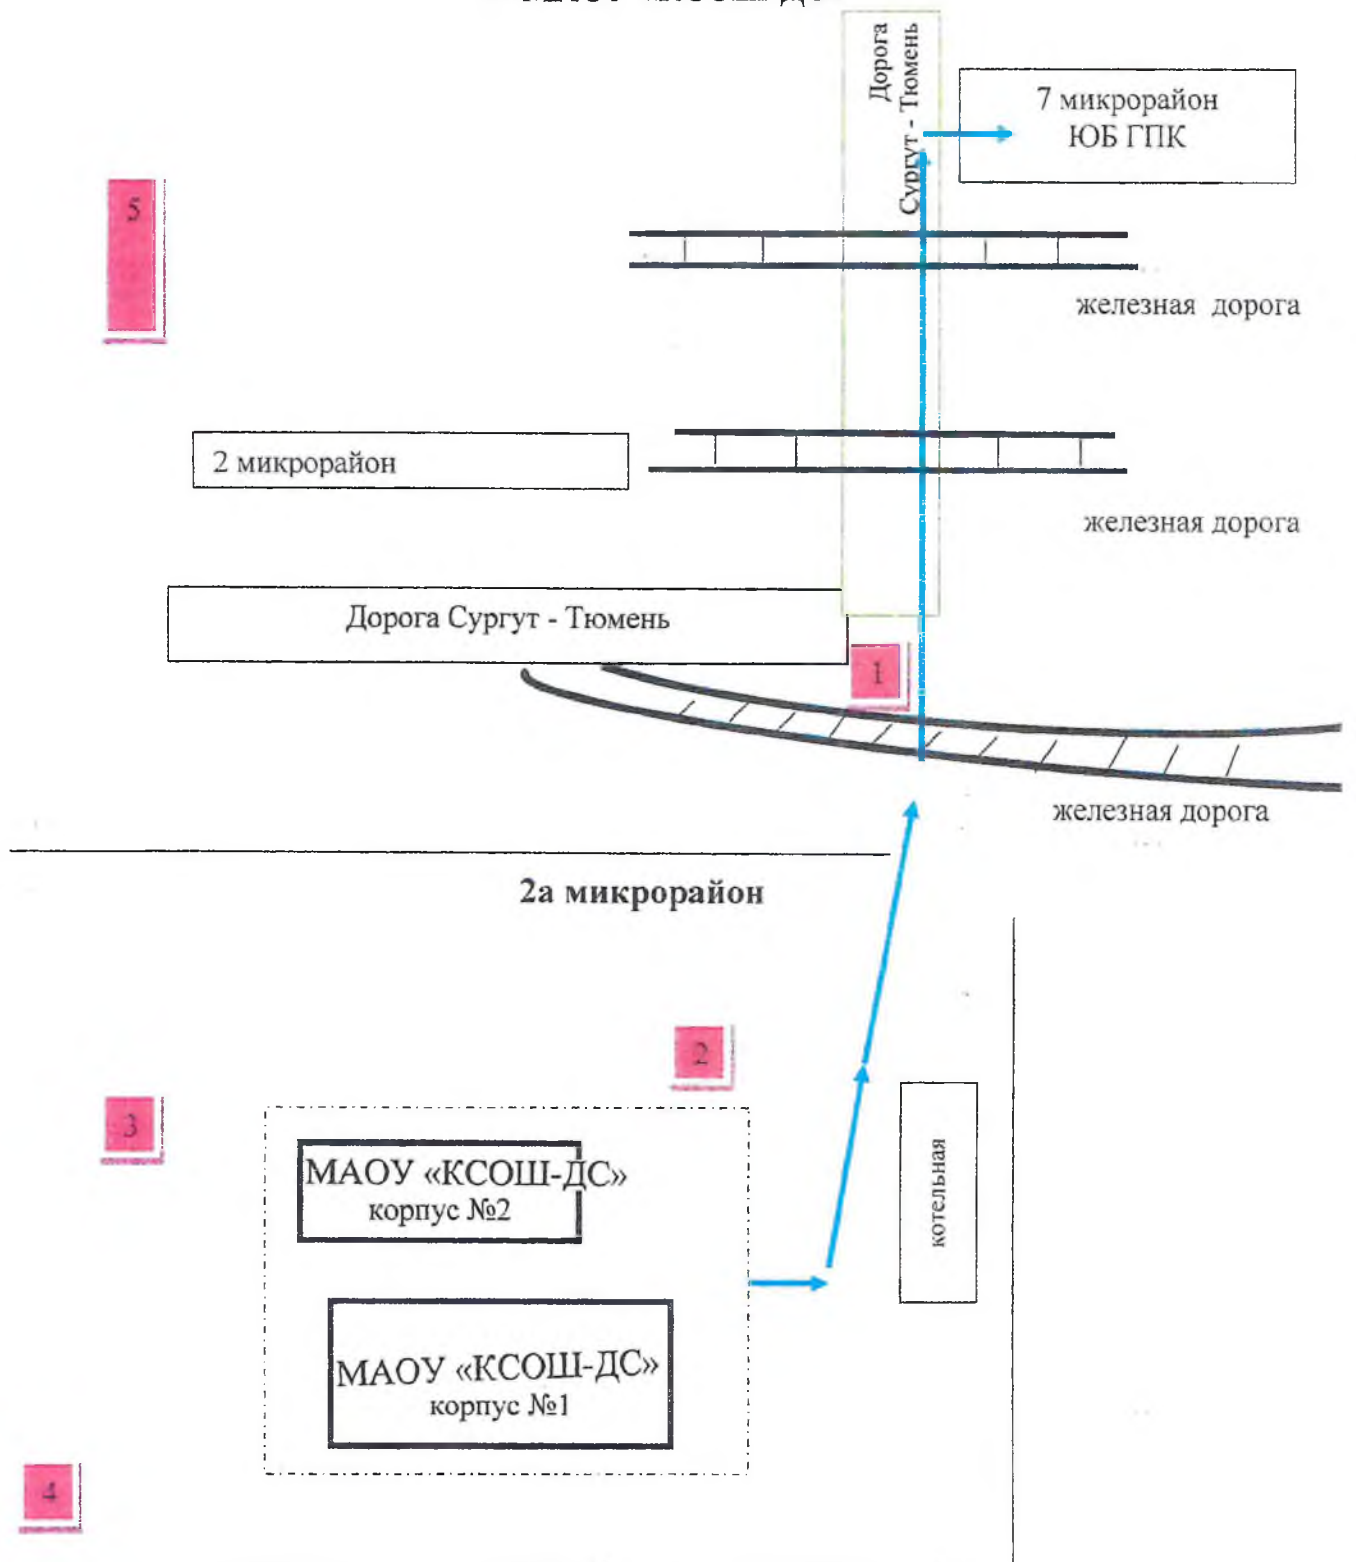 Дорога
Сургут - Тюмень
7 микрорайон
ЮБ ГПК
5
железная дорога
2 микрорайон
железная дорога
Дорога Сургут - Тюмень
1
железная дорога
2а микрорайон
2
3
МАОУ «КСОШ-ДС»
корпус №2
котельная
МАОУ «КСОШ-ДС»
корпус №1
4